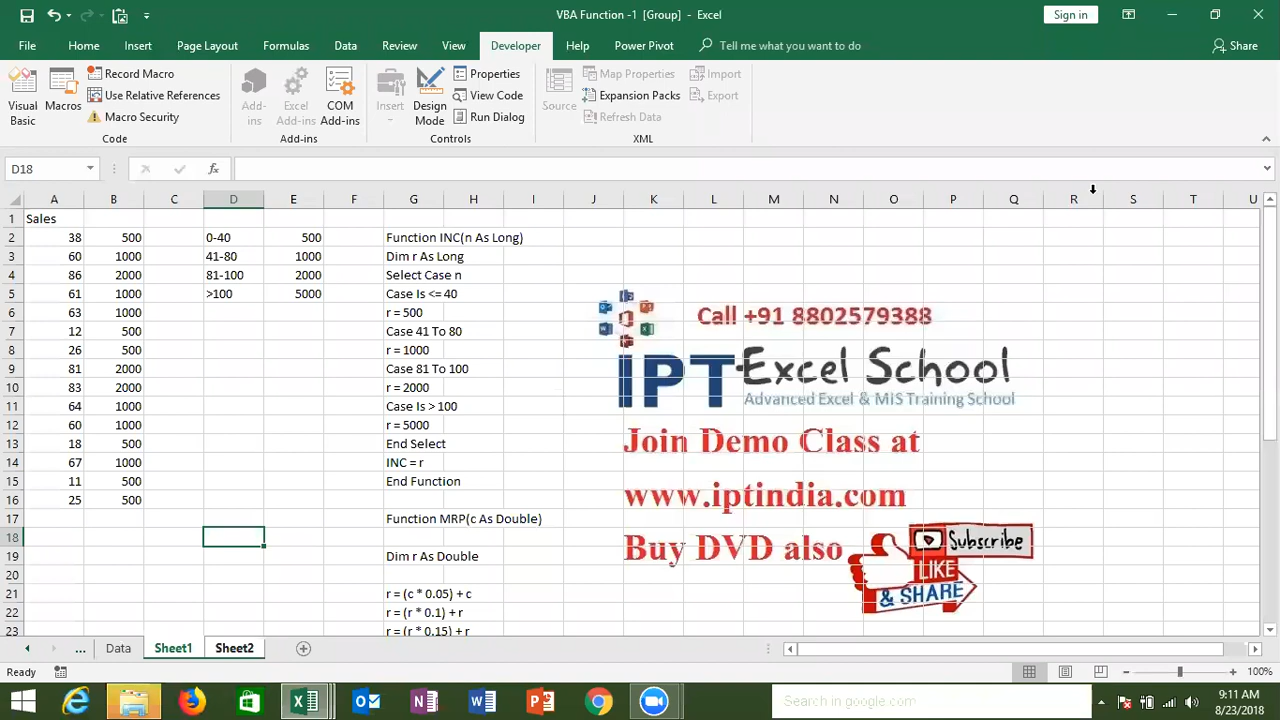 VBA Function -1 [Group] - Excel
Sign in
File Home Insert Page Layout Formulas Data Review View Developer Help Power Pivot Tell me what you want to do Share
Visual Basic
Macros
Record Macro
Use Relative References
Macro Security
Code
Add-ins
Excel Add-ins
COM Add-ins
Add-ins
Insert
Design Mode
Properties
View Code
Run Dialog
Controls
Source
Map Properties
Expansion Packs
Refresh Data
Import
Export
XML
D18
fx
A B C D E F G H I J K L M N O P Q R S T U
1 Sales
2 38 500 0-40 500 Function INC(n As Long)
3 60 1000 41-80 1000 Dim r As Long
4 86 2000 81-100 2000 Select Case n
5 61 1000 >100 5000 Case Is <= 40
6 63 1000 r = 500
7 12 500 Case 41 To 80
8 26 500 r = 1000
9 81 2000 Case 81 To 100
10 83 2000 r = 2000
11 64 1000 Case Is > 100
12 60 1000 r = 5000
13 18 500 End Select
14 67 1000 INC = r
15 11 500 End Function
16 25 500
17 Function MRP(c As Double)
18
19 Dim r As Double
20
21 r = (c * 0.05) + c
22 r = (r * 0.1) + r
23 r = (r * 0.15) + r
Call +91 8802579388
IPT Excel School
Advanced Excel & MIS Training School
Join Demo Class at
www.iptindia.com
Buy DVD also
Subscribe
LIKE
& SHARE
... Data Sheet1 Sheet2
Ready
100%
Search in google.com
9:11 AM
8/23/2018